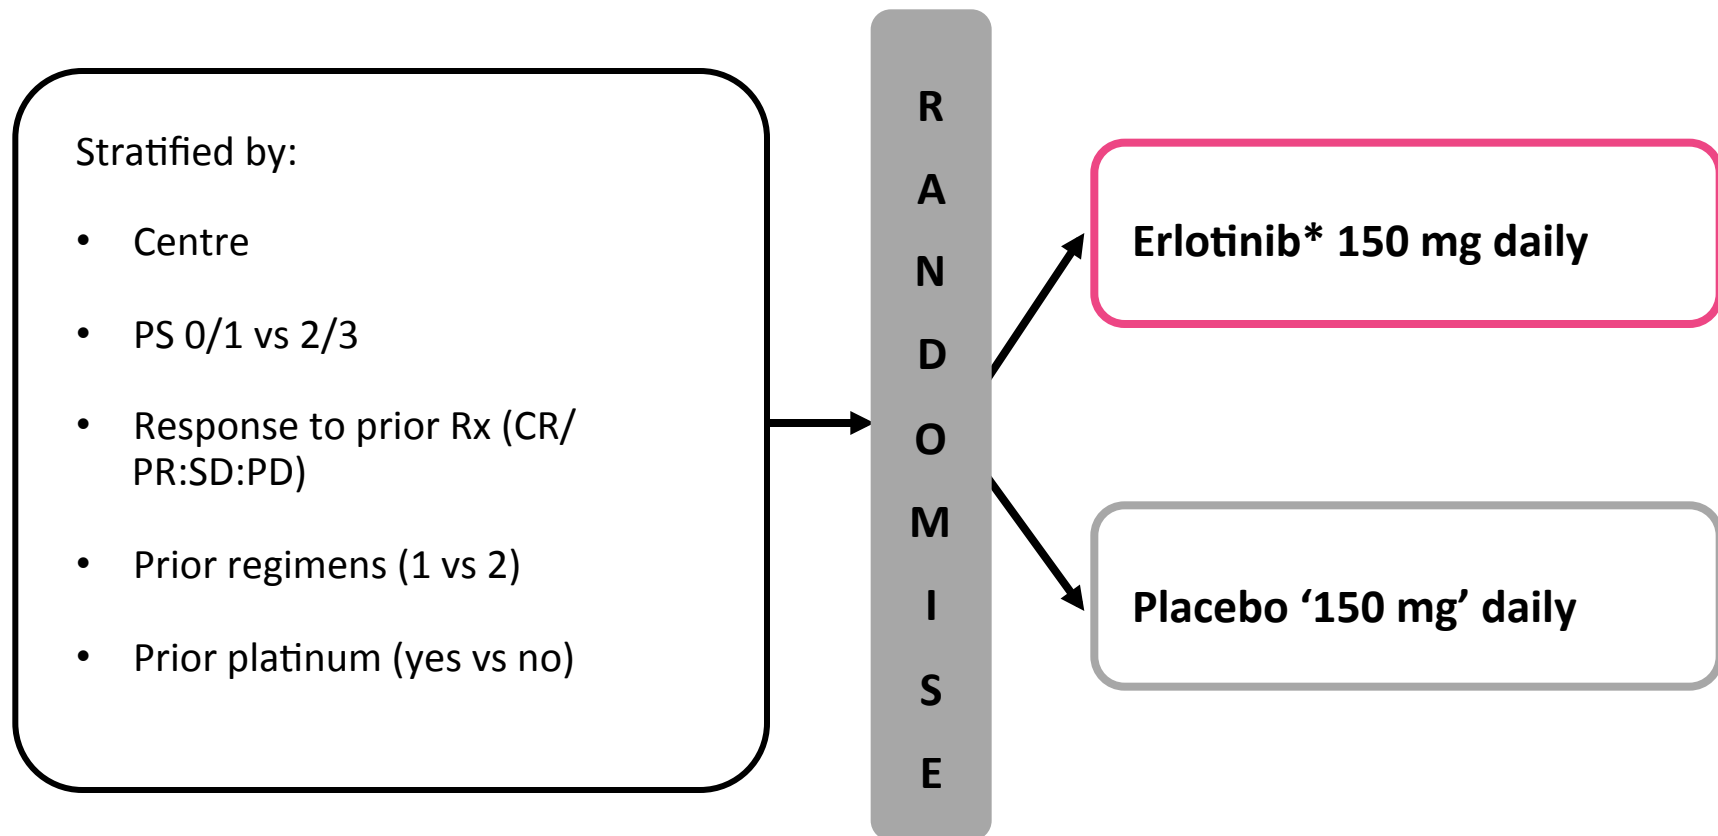 Stratified by:
• Centre
• PS 0/1 vs 2/3
• Response to prior Rx (CR/
PR:SD:PD)
• Prior regimens (1 vs 2)
• Prior platinum (yes vs no)
R
A
N
D
O
M
I
S
E
Erlotinib* 150 mg daily
Placebo ‘150 mg’ daily